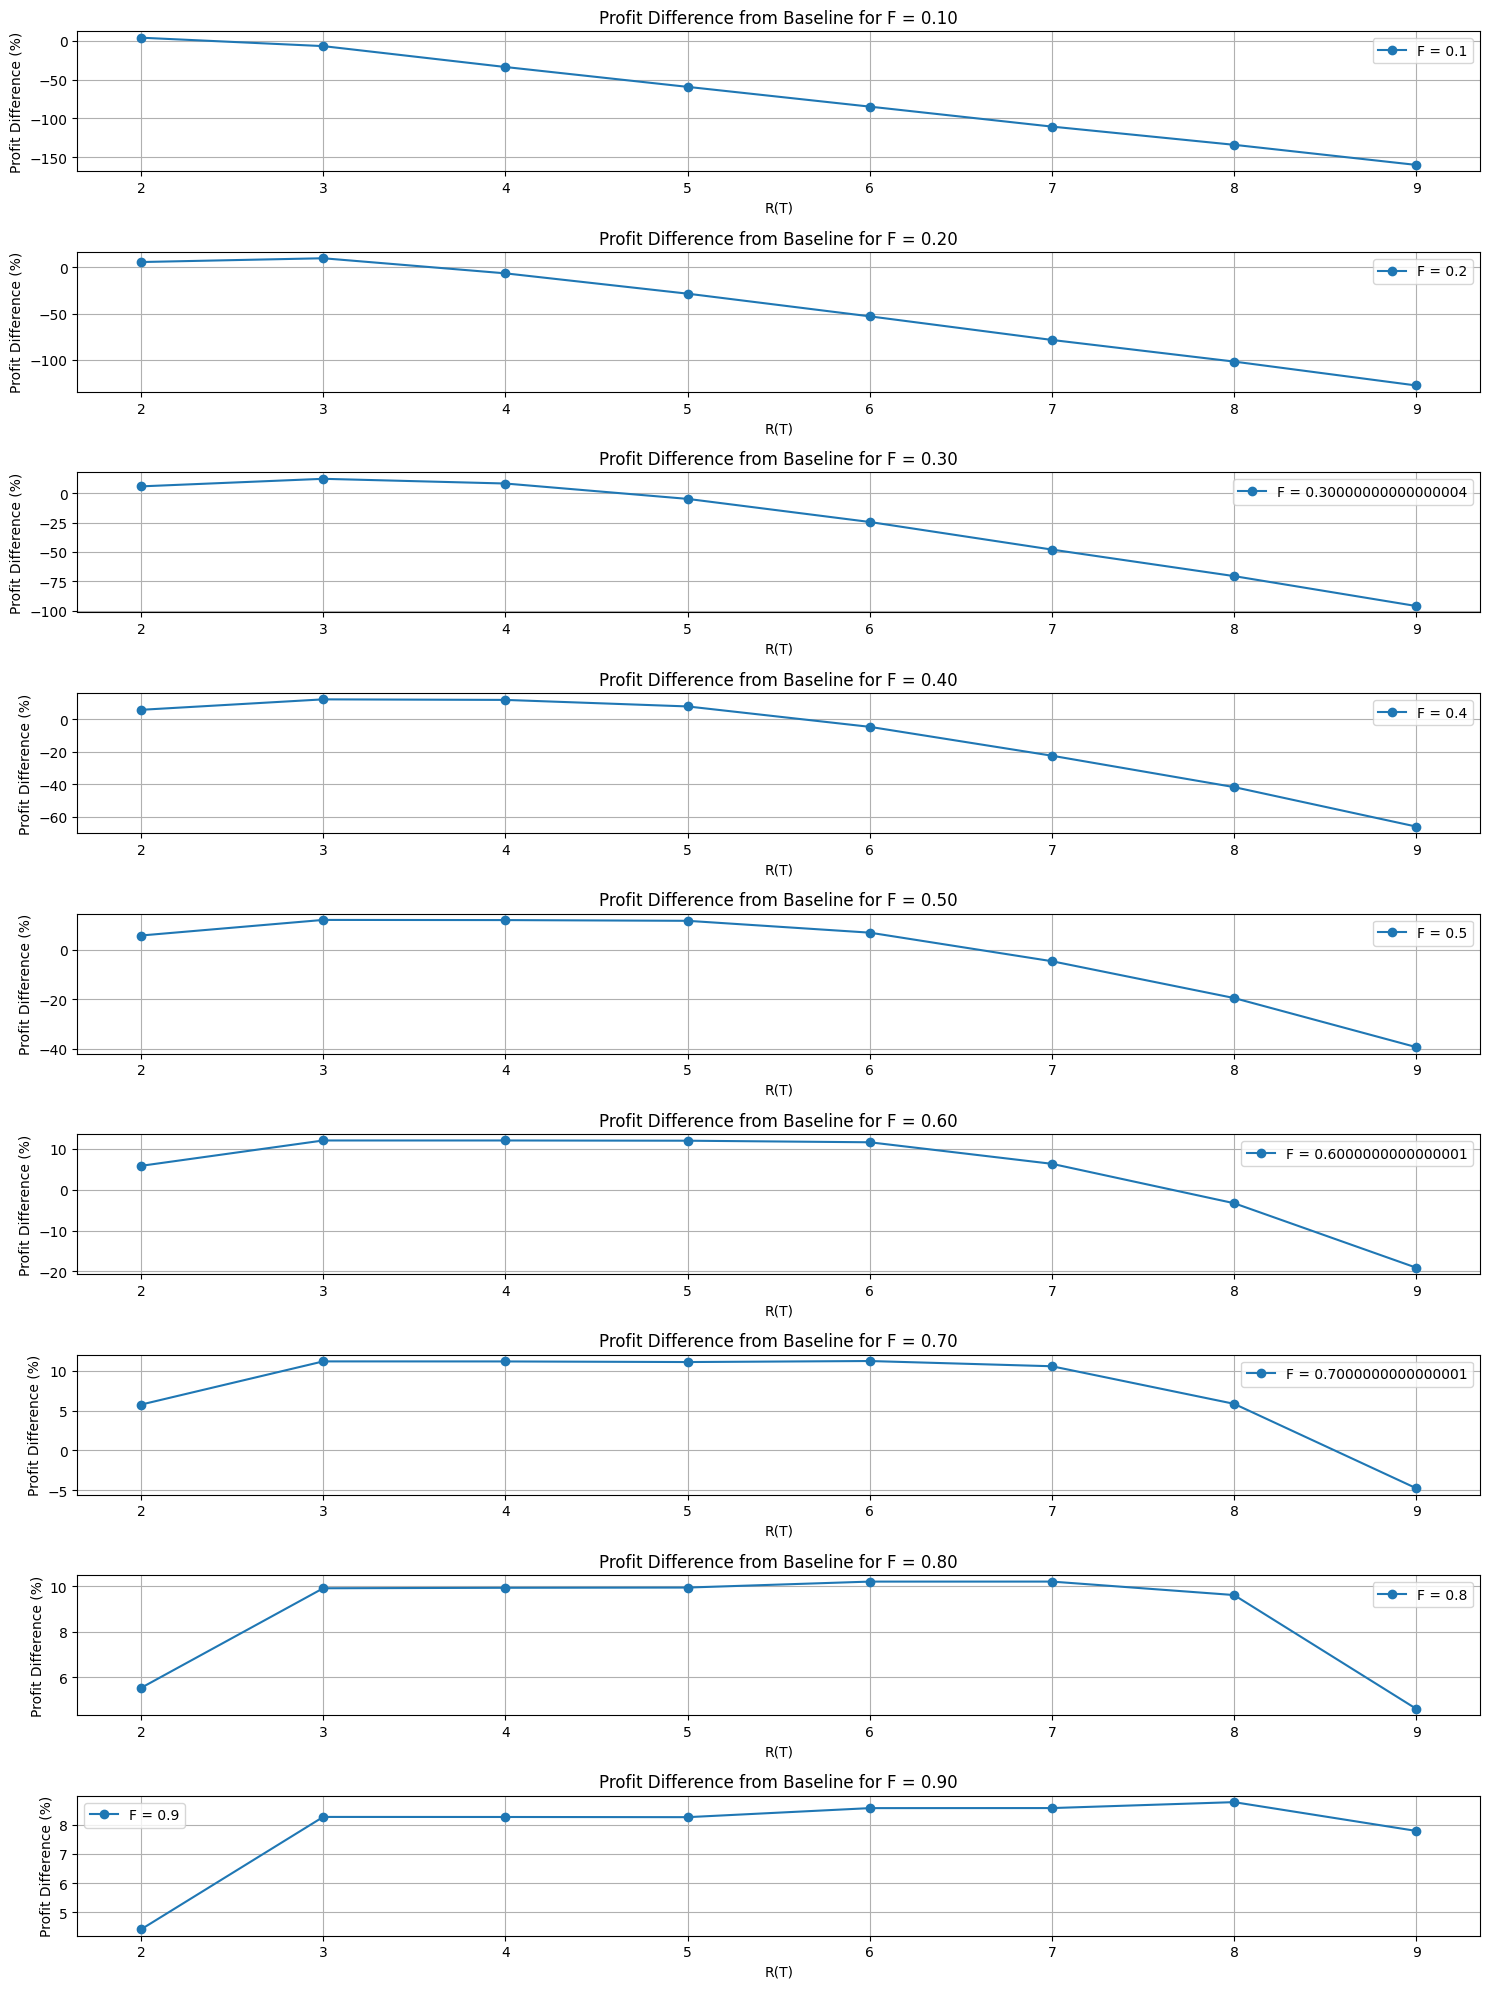 Profit Difference from Baseline for F = 0.10
Profit Difference (%)
0
−50
−100
−150
F = 0.1
2 3 4 5 6 7 8 9
R(T)
Profit Difference from Baseline for F = 0.20
Profit Difference (%)
0
−50
−100
F = 0.2
2 3 4 5 6 7 8 9
R(T)
Profit Difference from Baseline for F = 0.30
Profit Difference (%)
0
−25
−50
−75
−100
F = 0.30000000000000004
2 3 4 5 6 7 8 9
R(T)
Profit Difference from Baseline for F = 0.40
Profit Difference (%)
0
−20
−40
−60
F = 0.4
2 3 4 5 6 7 8 9
R(T)
Profit Difference from Baseline for F = 0.50
Profit Difference (%)
0
−20
−40
F = 0.5
2 3 4 5 6 7 8 9
R(T)
Profit Difference from Baseline for F = 0.60
Profit Difference (%)
10
0
−10
−20
F = 0.6000000000000001
2 3 4 5 6 7 8 9
R(T)
Profit Difference from Baseline for F = 0.70
Profit Difference (%)
10
5
0
−5
F = 0.7000000000000001
2 3 4 5 6 7 8 9
R(T)
Profit Difference from Baseline for F = 0.80
Profit Difference (%)
10
8
6
F = 0.8
2 3 4 5 6 7 8 9
R(T)
Profit Difference from Baseline for F = 0.90
Profit Difference (%)
8
7
6
5
F = 0.9
2 3 4 5 6 7 8 9
R(T)